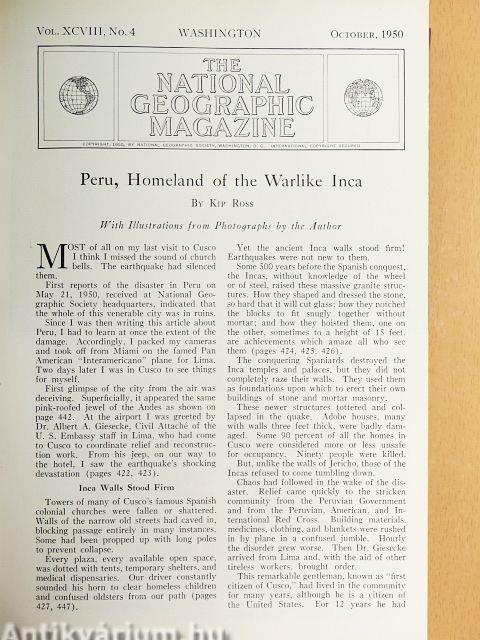 VOL. XCVIII, No. 4 WASHINGTON OCTOBER, 1950
THE
NATIONAL
GEOGRAPHIC
MAGAZINE
COPYRIGHT, 1950, BY NATIONAL GEOGRAPHIC SOCIETY, WASHINGTON, D. C. INTERNATIONAL COPYRIGHT SECURED
Peru, Homeland of the Warlike Inca
BY KIP ROSS
With Illustrations from Photographs by the Author
MOST of all on my last visit to Cusco
I think I missed the sound of church
bells. The earthquake had silenced
them.
First reports of the disaster in Peru on
May 21, 1950, received at National Geo-
graphic Society headquarters, indicated that
the whole of this venerable city was in ruins.
Since I was then writing this article about
Peru, I had to learn at once the extent of the
damage. Accordingly, I packed my cameras
and took off from Miami on the famed Pan
American "Interamericano" plane for Lima.
Two days later I was in Cusco to see things
for myself.
First glimpse of the city from the air was
deceiving. Superficially, it appeared the same
pink-roofed jewel of the Andes as shown on
page 442. At the airport I was greeted by
Dr. Albert A. Giesecke, Civil Attaché of the
U. S. Embassy staff in Lima, who had come
to Cusco to coordinate relief and reconstruc-
tion work. From his jeep, on our way to
the hotel, I saw the earthquake's shocking
devastation (pages 422, 423).
Inca Walls Stood Firm
Towers of many of Cusco's famous Spanish
colonial churches were fallen or shattered.
Walls of the narrow old streets had caved in,
blocking passage entirely in many instances.
Some had been propped up with long poles
to prevent collapse.
Every plaza, every available open space,
was dotted with tents, temporary shelters, and
medical dispensaries. Our driver constantly
sounded his horn to clear homeless children
and confused oldsters from our path (pages
427, 447).
Yet the ancient Inca walls stood firm!
Earthquakes were not new to them.
Some 500 years before the Spanish conquest,
the Incas, without knowledge of the wheel
or of steel, raised these massive granite struc-
tures. How they shaped and dressed the stone,
so hard that it will cut glass; how they notched
the blocks to fit snugly together without
mortar; and how they hoisted them, one on
the other, sometimes to a height of 15 feet,
are achievements which amaze all who see
them (pages 424, 425, 426).
The conquering Spaniards destroyed the
Inca temples and palaces, but they did not
completely raze their walls. They used them
as foundations upon which to erect their own
buildings of stone and mortar masonry.
These newer structures tottered and col-
lapsed in the quake. Adobe houses, many
with walls three feet thick, were badly dam-
aged. Some 90 percent of all the homes in
Cusco were considered more or less unsafe
for occupancy. Ninety people were killed.
But, unlike the walls of Jericho, those of the
Incas refused to come tumbling down.
Chaos had followed in the wake of the dis-
aster. Relief came quickly to the stricken
community from the Peruvian Government
and from the Peruvian, American, and In-
ternational Red Cross. Building materials,
medicines, clothing, and blankets were rushed
in by plane in a confused jumble. Hourly
the disorder grew worse. Then Dr. Giesecke
arrived from Lima and, with the aid of other
tireless workers, brought order.
This remarkable gentleman, known as "first
citizen of Cusco," had lived in the community
for many years, although he is a citizen of
the United States. For 12 years he had
Antikvárium.hu